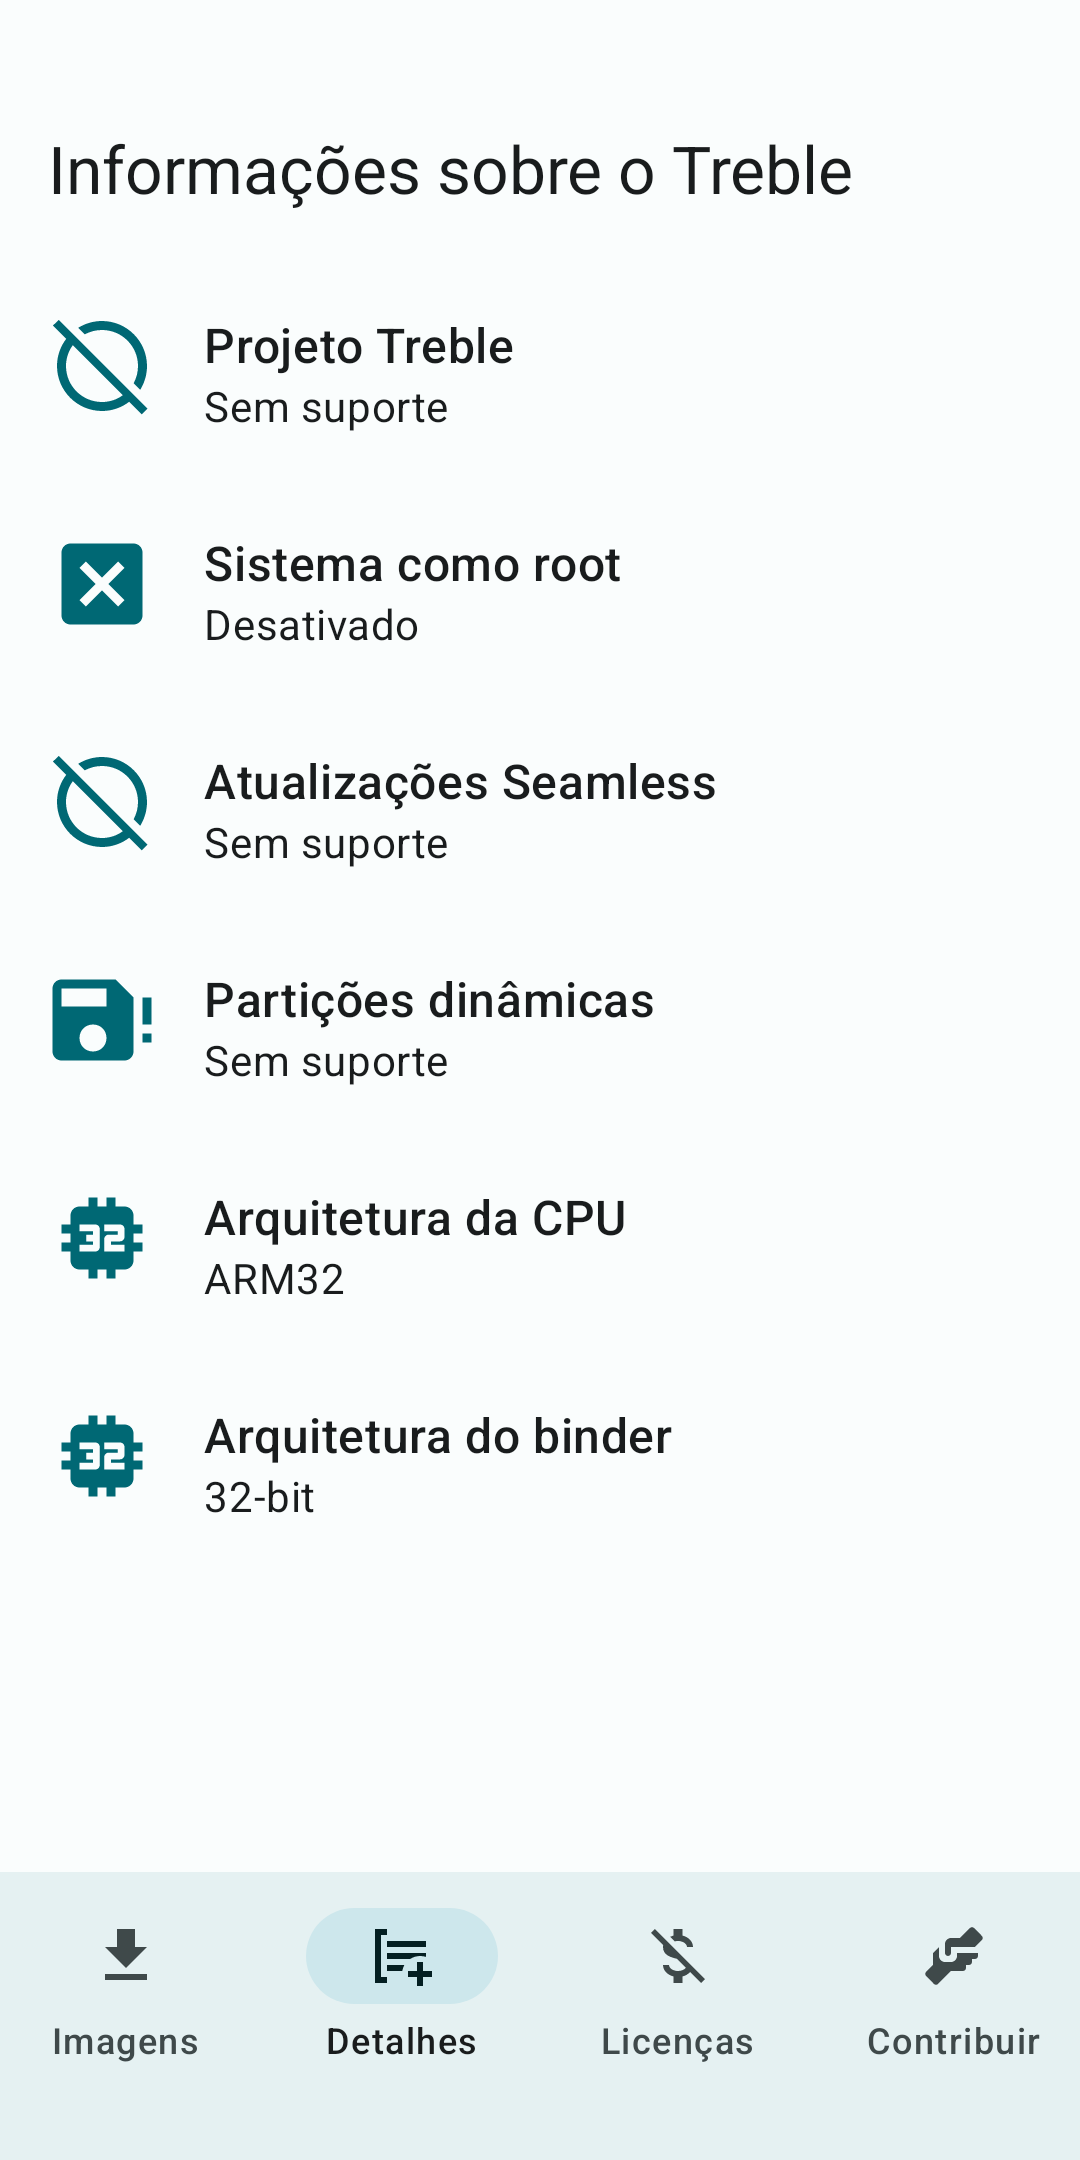 Informações sobre o Treble
Projeto Treble
Sem suporte
Sistema como root
Desativado
Atualizações Seamless
Sem suporte
Partições dinâmicas
Sem suporte
32
Arquitetura da CPU
ARM32
32
Arquitetura do binder
32-bit
Imagens
Detalhes
Licenças
Contribuir